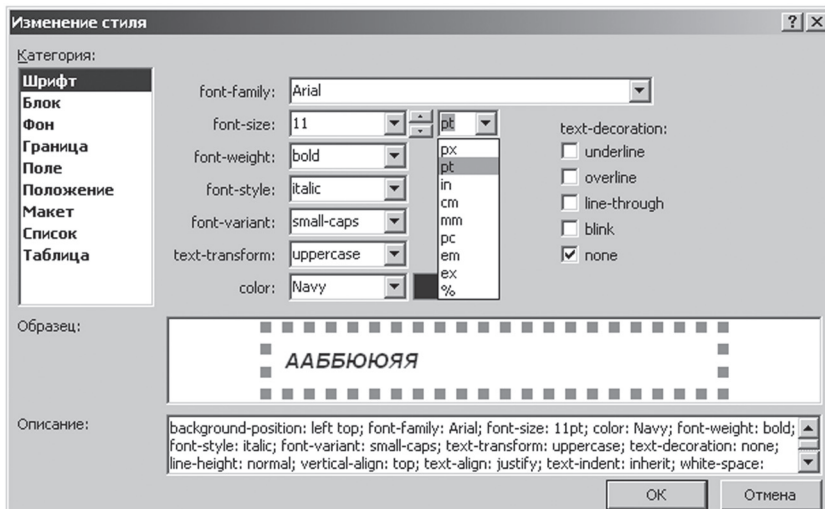 Изменение стиля
Категория:
Шрифт
Блок
Фон
Граница
Поле
Положение
Макет
Список
Таблица
font-family: Arial
font-size: 11 pt
font-weight: bold
font-style: italic
font-variant: small-caps
text-transform: uppercase
color: Navy
px
pt
in
cm
mm
pc
em
ex
%
text-decoration:
underline
overline
line-through
blink
none
Образец:
ААББЮЮЯЯ
Описание:
background-position: left top; font-family: Arial; font-size: 11pt; color: Navy; font-weight: bold;
font-style: italic; font-variant: small-caps; text-transform: uppercase; text-decoration: none;
line-height: normal; vertical-align: top; text-align: justify; text-indent: inherit; white-space:
OK
Отмена